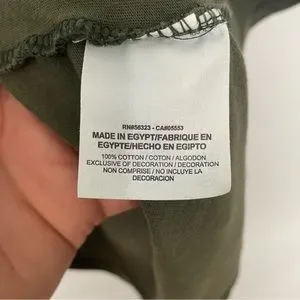 RN#56323 - CA#05553
MADE IN EGYPT/FABRIQUE EN
EGYPTE/HECHO EN EGIPTO
100% COTTON / COTON / ALGODON
EXCLUSIVE OF DECORATION / DECORATION
NON COMPRISE / NO INCLUYE LA
DECORACION